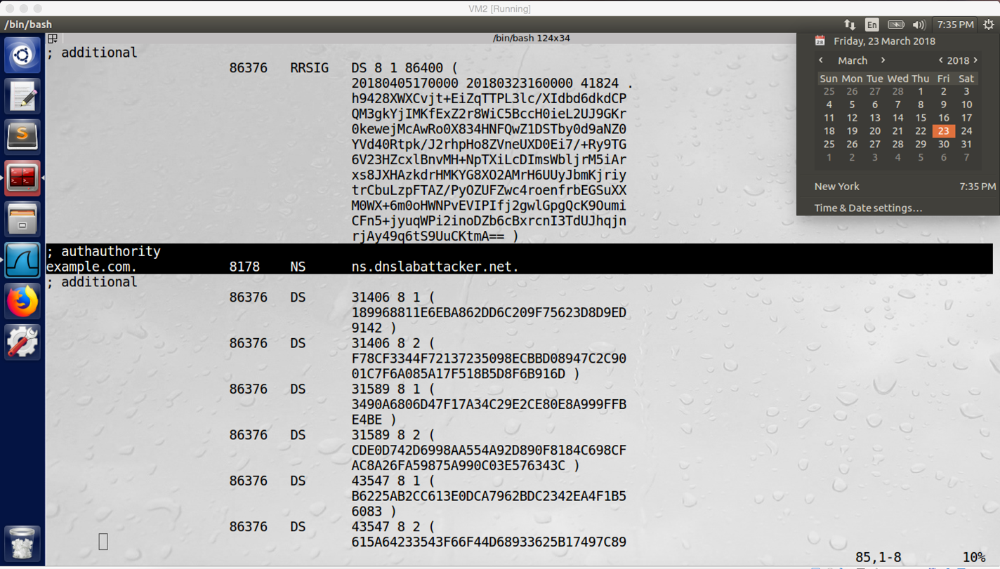 VM2 [Running]
/bin/bash
En
7:35 PM
/bin/bash 124x34
; additional
86376 RRSIG DS 8 1 86400 (
20180405170000 20180323160000 41824 .
h9428XWXCvjt+EiZqTTPL3lc/XIdbd6dkdCP
QM3gkYjIMKfExZ2r8WiC5BccH0ieL2UJ9GKr
0kewejMcAwRo0X834HNFQwZ1DSTby0d9aNZ0
YVd40Rtpk/J2rhpHo8ZVneUXD0Ei7/+Ry9TG
6V23HZcxlBnvMH+NpTXiLcDImsWbljrM5iAr
xs8JXHAzkdrHMKYG8XO2AMrH6UUyJbmKjriy
trCbuLzpFTAZ/PyOZUFZwc4roenfrbEGSuXX
M0WX+6m0oHWNPvEVIPIfj2gwlGpgQcK9Oumi
CFn5+jyuqWPi2inoDZb6cBxrcnI3TdUJhqjn
rjAy49q6tS9UuCKtmA== )
; authauthority
example.com. 8178 NS ns.dnslabattacker.net.
; additional
86376 DS 31406 8 1 (
189968811E6EBA862DD6C209F75623D8D9ED
9142 )
86376 DS 31406 8 2 (
F78CF3344F72137235098ECBBD08947C2C90
01C7F6A085A17F518B5D8F6B916D )
86376 DS 31589 8 1 (
3490A6806D47F17A34C29E2CE80E8A999FFB
E4BE )
86376 DS 31589 8 2 (
CDE0D742D6998AA554A92D890F8184C698CF
AC8A26FA59875A990C03E576343C )
86376 DS 43547 8 1 (
B6225AB2CC613E0DCA7962BDC2342EA4F1B5
6083 )
86376 DS 43547 8 2 (
615A64233543F66F44D68933625B17497C89
85,1-8 10%
28 Friday, 23 March 2018
‹ March › ‹ 2018 ›
Sun Mon Tue Wed Thu Fri Sat
25 26 27 28 1 2 3
4 5 6 7 8 9 10
11 12 13 14 15 16 17
18 19 20 21 22 23 24
25 26 27 28 29 30 31
1 2 3 4 5 6 7
New York 7:35 PM
Time & Date settings…